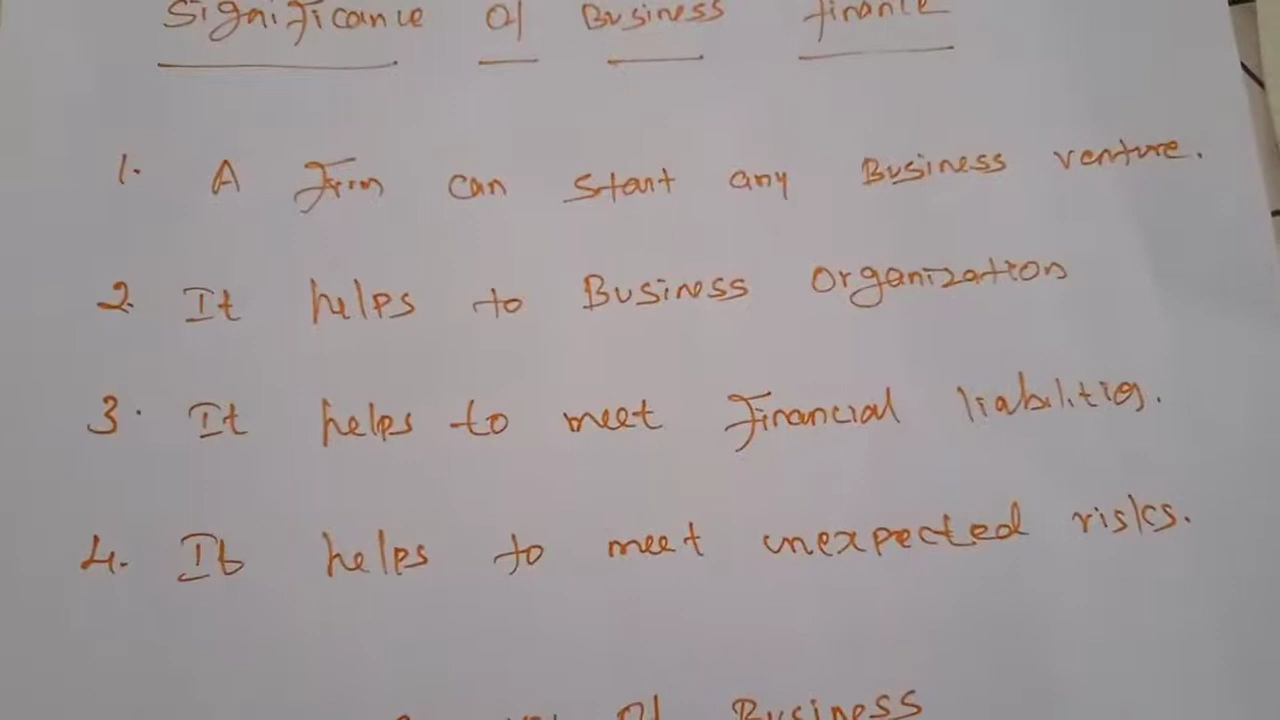 Significance of Business finance
1. A Firm can start any Business venture.
2. It helps to Business Organization
3. It helps to meet Financial liabilities.
4. It helps to meet unexpected risks.
Of Business